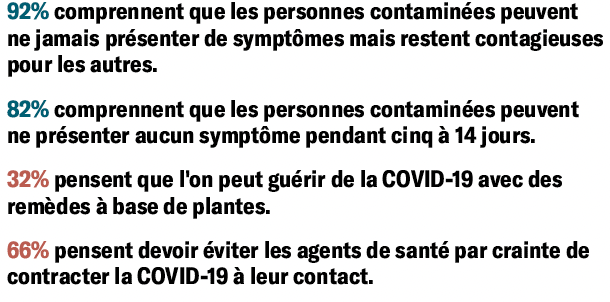 92% comprennent que les personnes contaminées peuvent
ne jamais présenter de symptômes mais restent contagieuses
pour les autres.
82% comprennent que les personnes contaminées peuvent
ne présenter aucun symptôme pendant cinq à 14 jours.
32% pensent que l'on peut guérir de la COVID-19 avec des
remèdes à base de plantes.
66% pensent devoir éviter les agents de santé par crainte de
contracter la COVID-19 à leur contact.